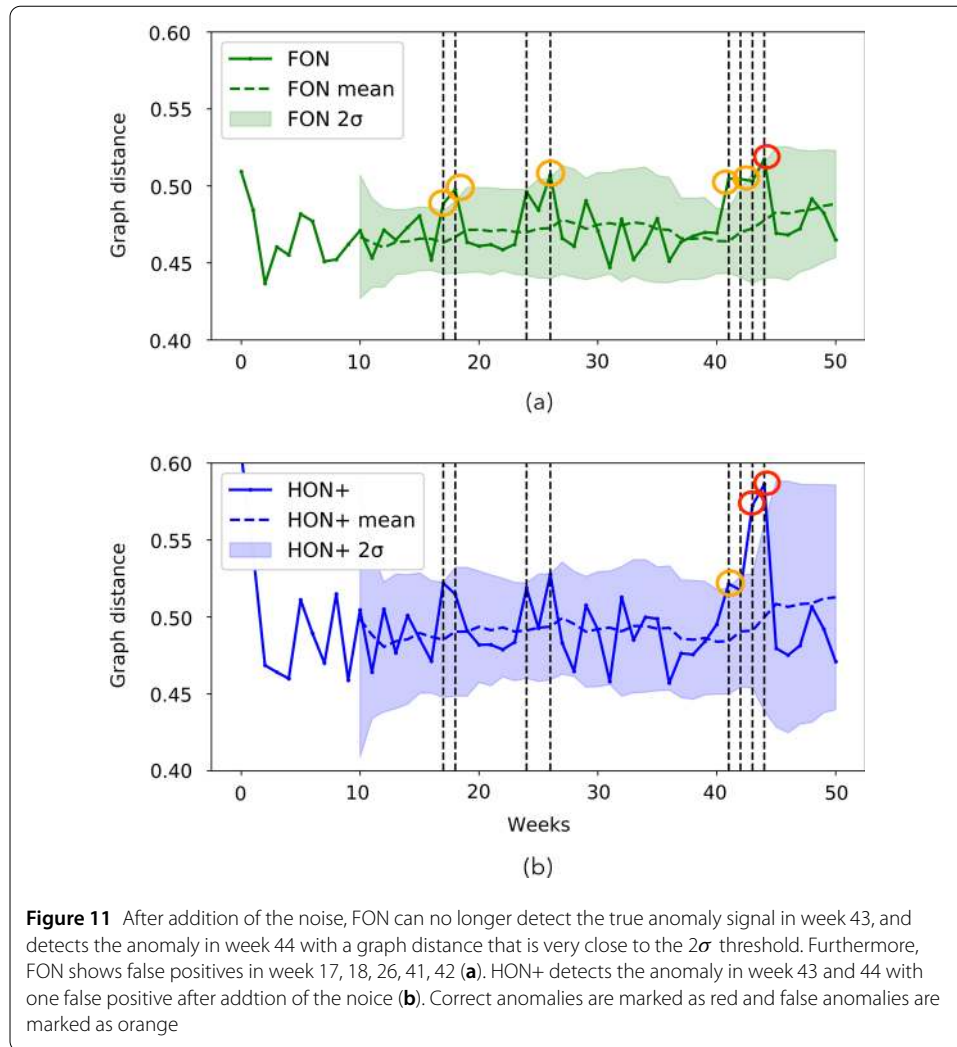 0.60
0.55
0.50
0.45
0.40
Graph distance
FON
FON mean
FON 2σ
0 10 20 30 40 50
(a)
0.60
0.55
0.50
0.45
0.40
Graph distance
HON+
HON+ mean
HON+ 2σ
0 10 20 30 40 50
Weeks
(b)
Figure 11 After addition of the noise, FON can no longer detect the true anomaly signal in week 43, and
detects the anomaly in week 44 with a graph distance that is very close to the 2σ threshold. Furthermore,
FON shows false positives in week 17, 18, 26, 41, 42 (a). HON+ detects the anomaly in week 43 and 44 with
one false positive after addtion of the noice (b). Correct anomalies are marked as red and false anomalies are
marked as orange